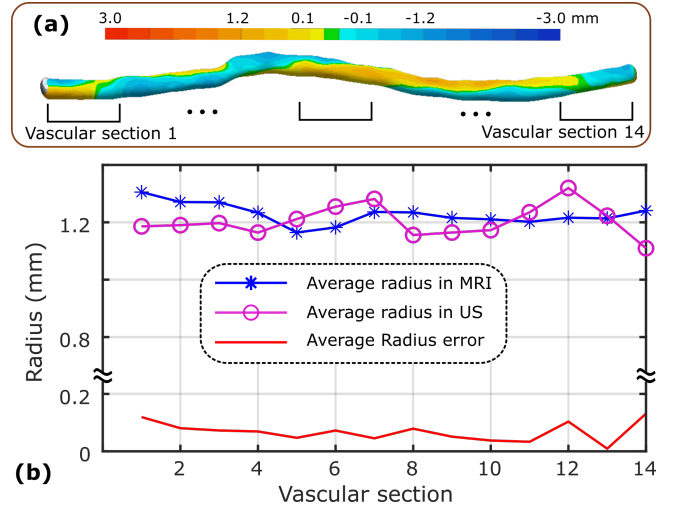 (a)
3.0 1.2 0.1 -0.1 -1.2 -3.0 mm
Vascular section 1
Vascular section 14
Radius (mm)
1.2
0.8
0.2
0
Average radius in MRI
Average radius in US
Average Radius error
2 4 6 8 10 12 14
Vascular section
(b)